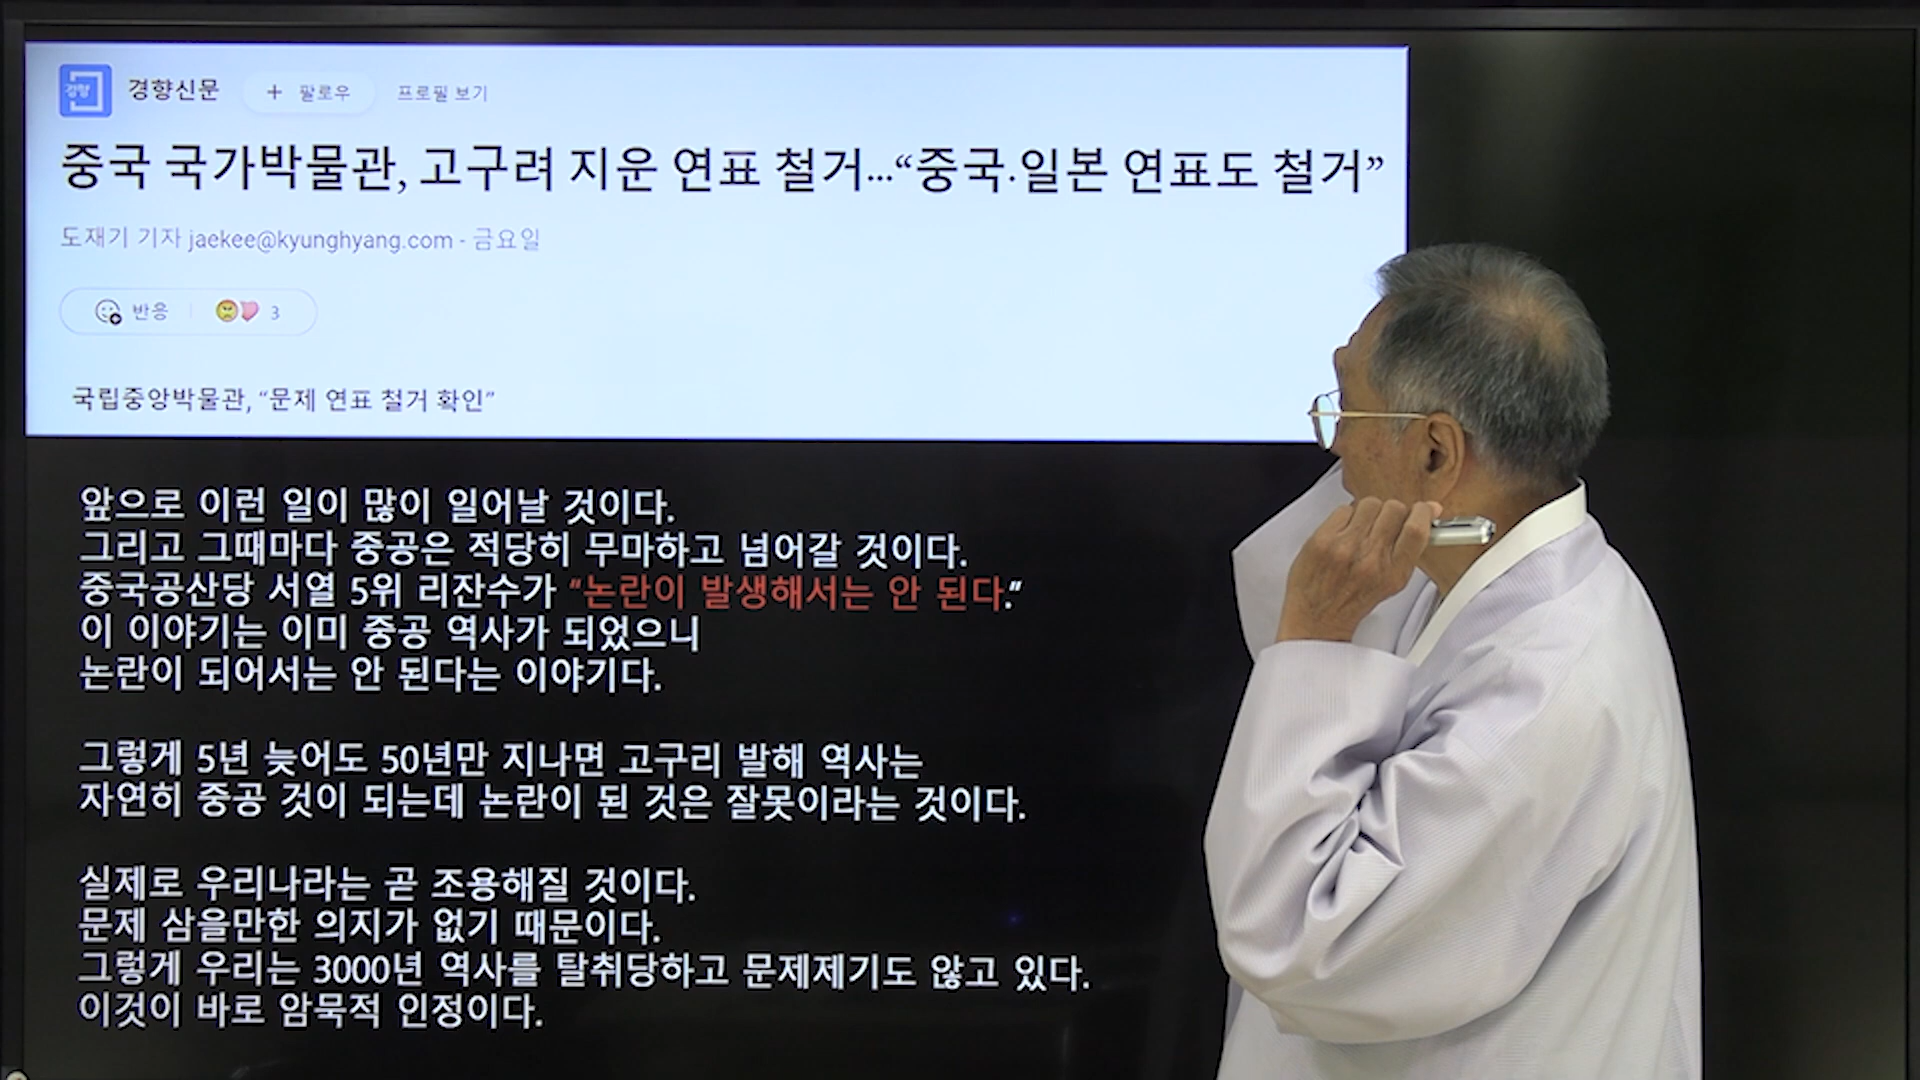 경향
경향신문
+ 팔로우
프로필 보기
중국 국가박물관, 고구려 지운 연표 철거...“중국·일본 연표도 철거”
도재기 기자 jaekee@kyunghyang.com - 금요일
반응 3
국립중앙박물관, “문제 연표 철거 확인”
앞으로 이런 일이 많이 일어날 것이다.
그리고 그때마다 중공은 적당히 무마하고 넘어갈 것이다.
중국공산당 서열 5위 리잔수가 “논란이 발생해서는 안 된다.”
이 이야기는 이미 중공 역사가 되었으니
논란이 되어서는 안 된다는 이야기다.
그렇게 5년 늦어도 50년만 지나면 고구리 발해 역사는
자연히 중공 것이 되는데 논란이 된 것은 잘못이라는 것이다.
실제로 우리나라는 곧 조용해질 것이다.
문제 삼을만한 의지가 없기 때문이다.
그렇게 우리는 3000년 역사를 탈취당하고 문제제기도 않고 있다.
이것이 바로 암묵적 인정이다.